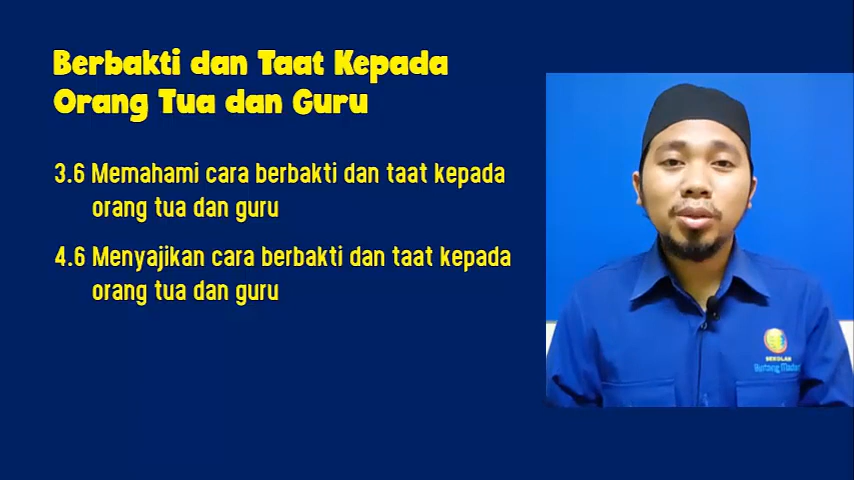 Berbakti dan Taat Kepada
Orang Tua dan Guru
3.6 Memahami cara berbakti dan taat kepada
orang tua dan guru
4.6 Menyajikan cara berbakti dan taat kepada
orang tua dan guru
SEKOLAH
Bintang